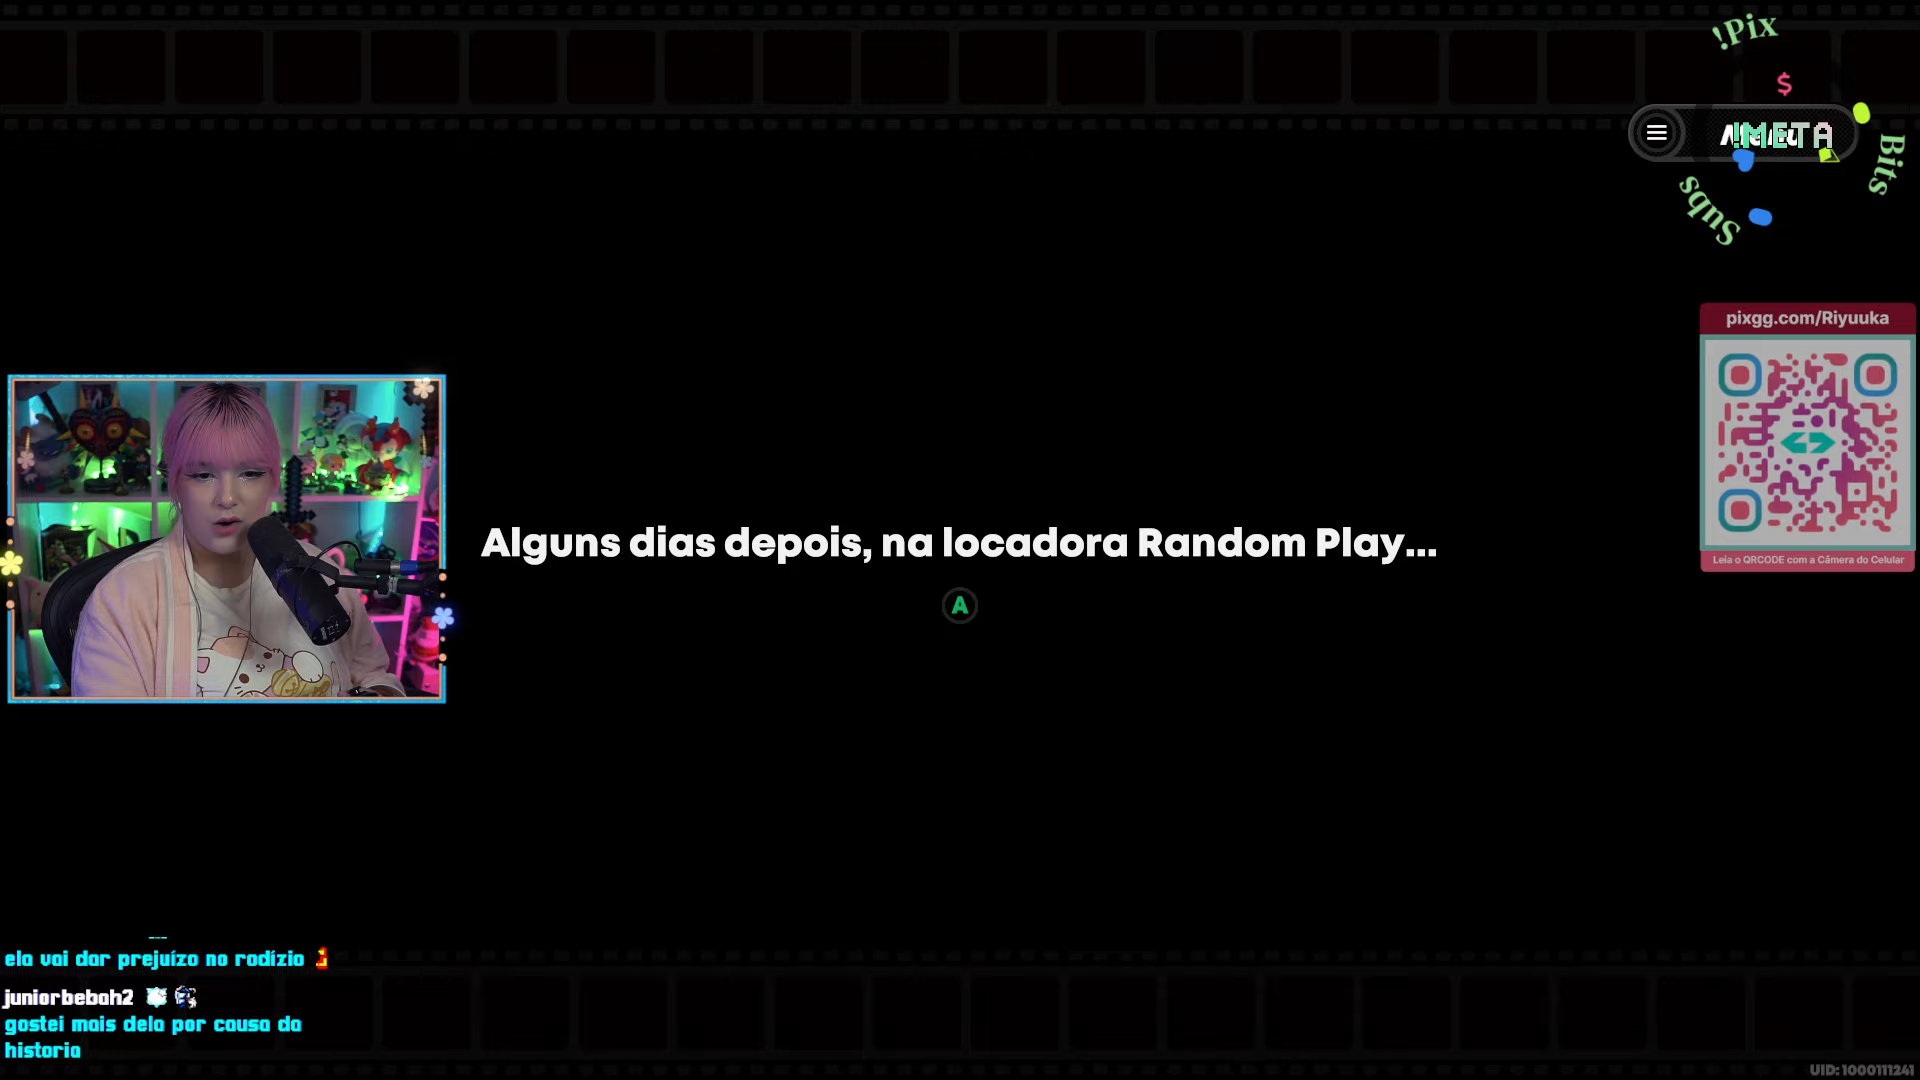 !Pix
$
!META
Bits
Subs
pixgg.com/Riyuuka
Leia o QRCODE com a Câmera do Celular
Alguns dias depois, na locadora Random Play...
A
ela vai dar prejuízo no rodízio
juniorbebah2
gostei mais dela por causa da
historia
UID: 1000111241